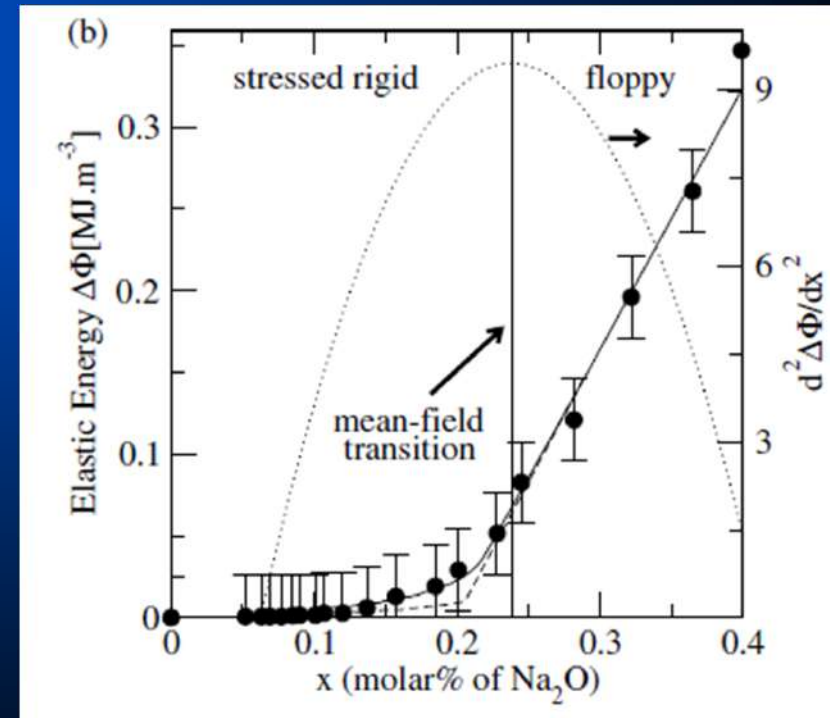 (b)
stressed rigid
floppy
mean-field
transition
Elastic Energy ΔΦ[MJ.m⁻³]
0.3
0.2
0.1
0
9
6
3
d²ΔΦ/dx²
0 0.1 0.2 0.3 0.4
x (molar% of Na₂O)